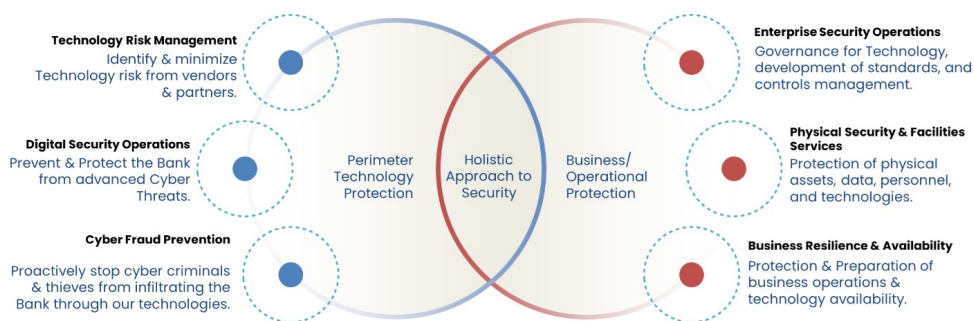 Technology Risk Management
Identify & minimize
Technology risk from vendors
& partners.
Digital Security Operations
Prevent & Protect the Bank
from advanced Cyber
Threats.
Cyber Fraud Prevention
Proactively stop cyber criminals
& thieves from infiltrating the
Bank through our technologies.
Perimeter
Technology
Protection
Holistic
Approach to
Security
Business/
Operational
Protection
Enterprise Security Operations
Governance for Technology,
development of standards, and
controls management.
Physical Security & Facilities
Services
Protection of physical
assets, data, personnel,
and technologies.
Business Resilience & Availability
Protection & Preparation of
business operations &
technology availability.